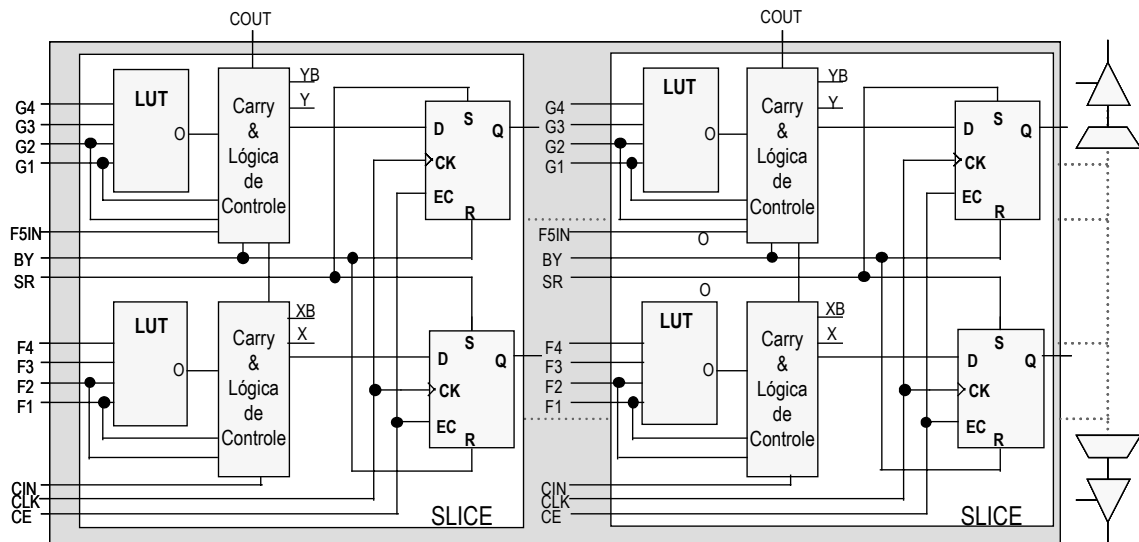 COUT
YB
Y
LUT
O
Carry
&
Lógica
de
Controle
G4
G3
G2
G1
F5IN
BY
SR
D
S
Q
CK
EC
R
LUT
O
Carry
&
Lógica
de
Controle
XB
X
F4
F3
F2
F1
D
S
Q
CK
EC
R
CIN
CLK
CE
SLICE
COUT
YB
Y
LUT
O
Carry
&
Lógica
de
Controle
G4
G3
G2
G1
F5IN
O
BY
SR
O
D
S
Q
CK
EC
R
LUT
O
Carry
&
Lógica
de
Controle
XB
X
F4
F3
F2
F1
D
S
Q
CK
EC
R
CIN
CLK
CE
SLICE